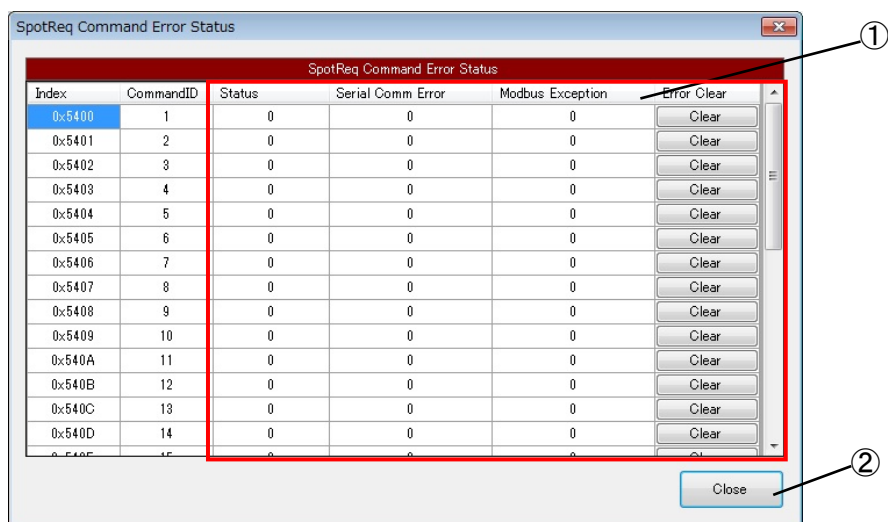 SpotReq Command Error Status
①
SpotReq Command Error Status
Index CommandID Status Serial Comm Error Modbus Exception Error Clear
0x5400 1 0 0 0 Clear
0x5401 2 0 0 0 Clear
0x5402 3 0 0 0 Clear
0x5403 4 0 0 0 Clear
0x5404 5 0 0 0 Clear
0x5405 6 0 0 0 Clear
0x5406 7 0 0 0 Clear
0x5407 8 0 0 0 Clear
0x5408 9 0 0 0 Clear
0x5409 10 0 0 0 Clear
0x540A 11 0 0 0 Clear
0x540B 12 0 0 0 Clear
0x540C 13 0 0 0 Clear
0x540D 14 0 0 0 Clear
②
Close